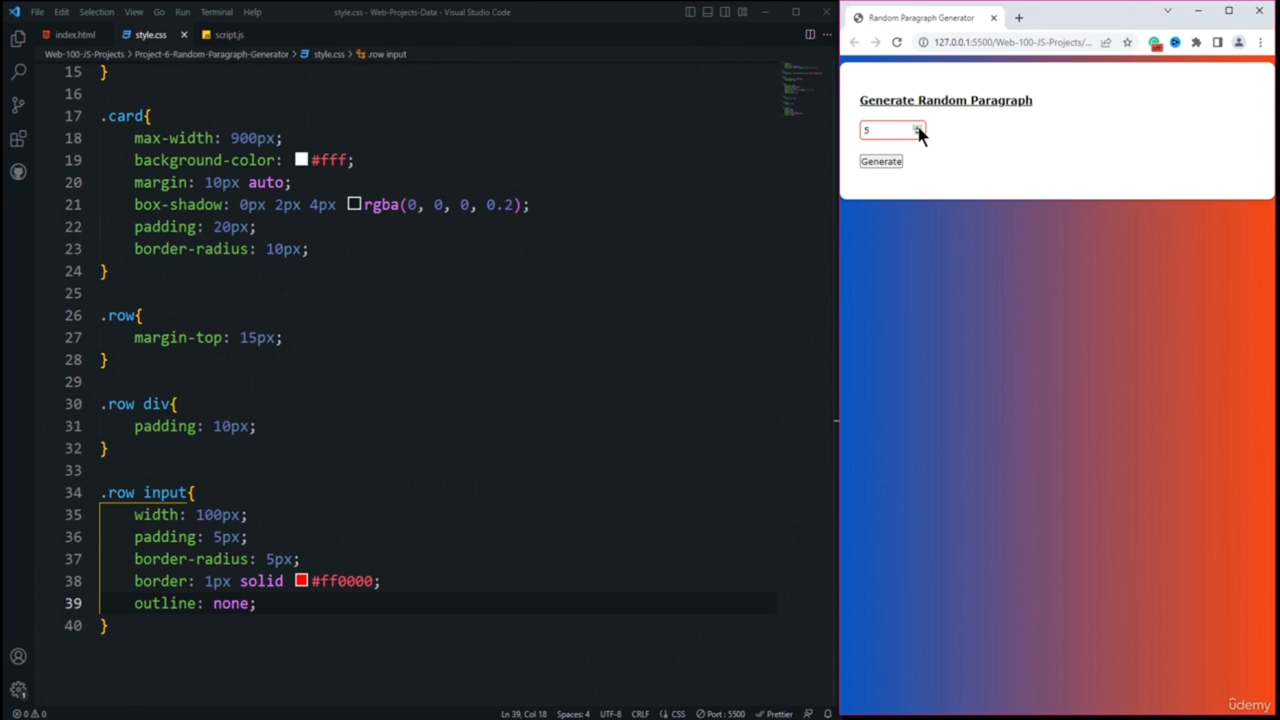 File Edit Selection View Go Run Terminal Help
style.css - Web-Projects-Data - Visual Studio Code
index.html style.css script.js
Web-100-JS-Projects > Project-6-Random-Paragraph-Generator > style.css > .row input
15 }
16
17 .card{
18 max-width: 900px;
19 background-color: #fff;
20 margin: 10px auto;
21 box-shadow: 0px 2px 4px rgba(0, 0, 0, 0.2);
22 padding: 20px;
23 border-radius: 10px;
24 }
25
26 .row{
27 margin-top: 15px;
28 }
29
30 .row div{
31 padding: 10px;
32 }
33
34 .row input{
35 width: 100px;
36 padding: 5px;
37 border-radius: 5px;
38 border: 1px solid #ff0000;
39 outline: none;
40 }
0 0 Ln 39, Col 18 Spaces: 4 UTF-8 CRLF CSS Port : 5500 Prettier
Random Paragraph Generator
127.0.0.1:5500/Web-100-JS-Projects/...
off
Generate Random Paragraph
5
Generate
ûdemy